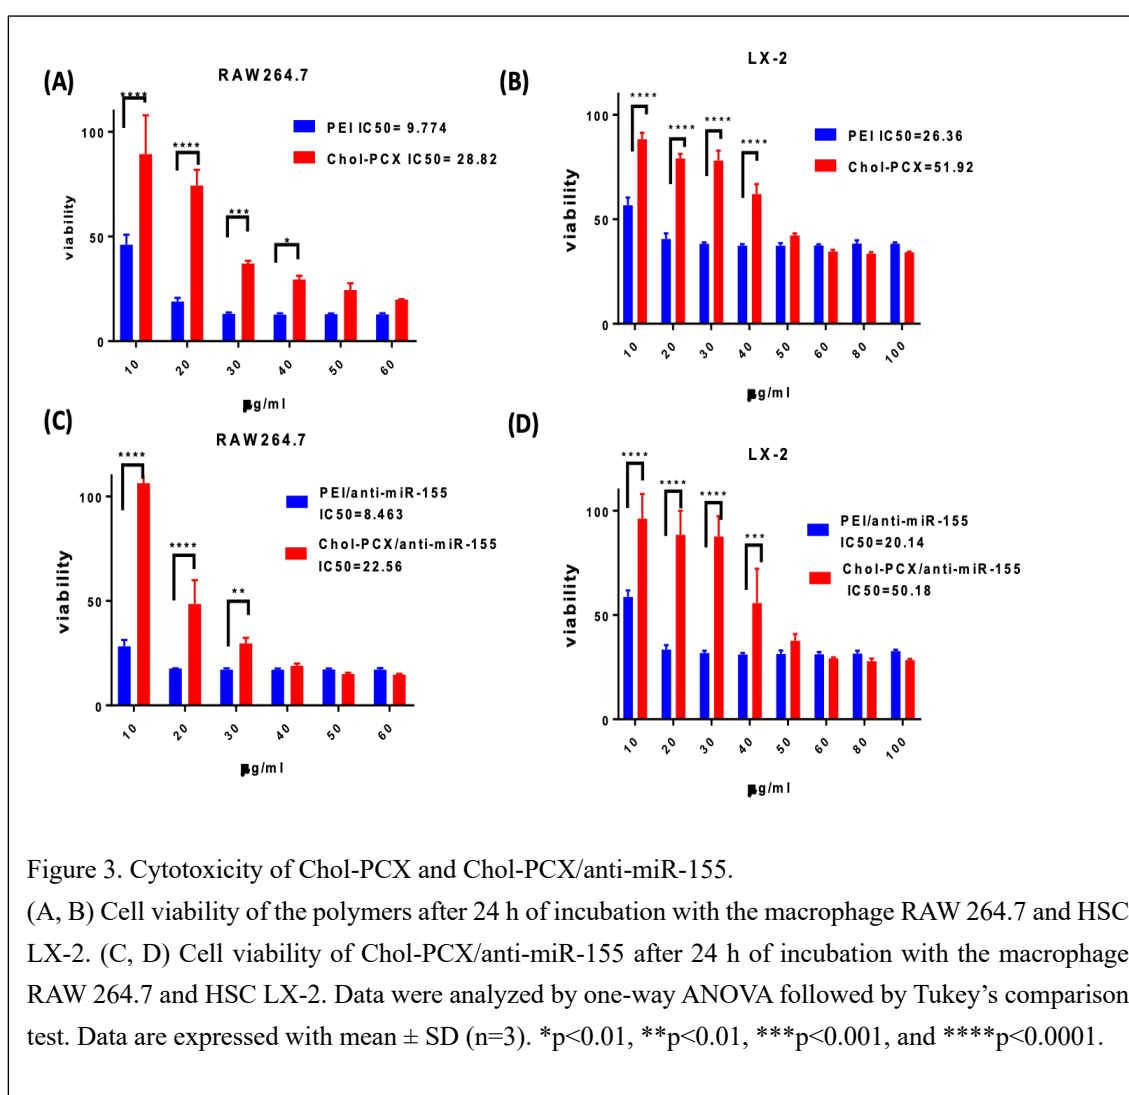 (A)
RAW264.7
****
****
***
*
PEI IC50= 9.774
Chol-PCX IC50= 28.82
viability
100
50
0
10
20
30
40
50
60
μg/ml
(B)
LX-2
****
****
****
****
PEI IC50=26.36
Chol-PCX=51.92
viability
100
50
0
10
20
30
40
50
60
80
100
μg/ml
(C)
RAW264.7
****
****
**
PEI/anti-miR-155
IC50=8.463
Chol-PCX/anti-miR-155
IC50=22.56
viability
100
50
0
10
20
30
40
50
60
μg/ml
(D)
LX-2
****
****
****
***
PEI/anti-miR-155
IC50=20.14
Chol-PCX/anti-miR-155
IC50=50.18
viability
100
50
0
10
20
30
40
50
60
80
100
μg/ml
Figure 3. Cytotoxicity of Chol-PCX and Chol-PCX/anti-miR-155.
(A, B) Cell viability of the polymers after 24 h of incubation with the macrophage RAW 264.7 and HSC
LX-2. (C, D) Cell viability of Chol-PCX/anti-miR-155 after 24 h of incubation with the macrophage
RAW 264.7 and HSC LX-2. Data were analyzed by one-way ANOVA followed by Tukey’s comparison
test. Data are expressed with mean ± SD (n=3). *p<0.01, **p<0.01, ***p<0.001, and ****p<0.0001.